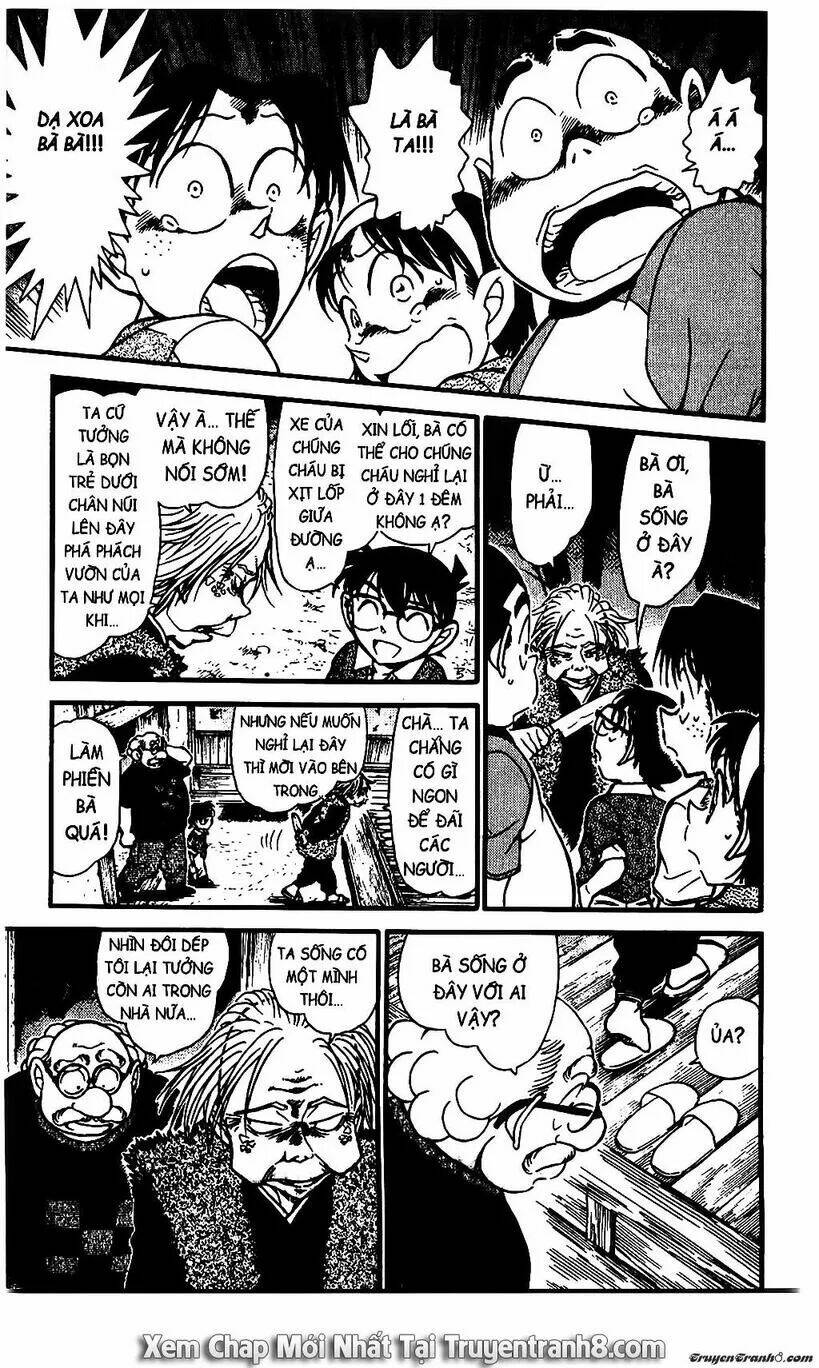 Á Á
Á...
LÀ BÀ
TA!!!
DẠ XOA
BÀ BÀ!!!
BÀ ƠI,
BÀ
SỐNG
Ở ĐÂY
À?
Ừ...
PHẢI...
XIN LỖI, BÀ CÓ
THỂ CHO CHÚNG
CHÁU NGHỈ LẠI
Ở ĐÂY 1 ĐÊM
KHÔNG Ạ?
XE CỦA
CHÚNG
CHÁU BỊ
XỊT LỐP
GIỮA
ĐƯỜNG
Ạ...
VẬY À... THẾ
MÀ KHÔNG
NÓI SỚM!
TA CỨ
TƯỞNG
LÀ BỌN
TRẺ DƯỚI
CHÂN NÚI
LÊN ĐÂY
PHÁ PHÁCH
VƯỜN CỦA
TA NHƯ MỌI
KHI...
CHÀ... TA
CHẲNG
CÓ GÌ
NGON
ĐỂ ĐÃI
CÁC
NGƯỜI...
NHƯNG NẾU MUỐN
NGHỈ LẠI ĐÂY
THÌ MỜI VÀO BÊN
TRONG...
LÀM
PHIỀN
BÀ
QUÁ!
ỦA?
BÀ SỐNG Ở
ĐÂY VỚI AI
VẬY?
TA SỐNG CÓ
MỘT MÌNH
THÔI...
NHÌN ĐÔI DÉP
TÔI LẠI TƯỞNG
CÒN AI TRONG
NHÀ NỮA...
Xem Chap Mới Nhất Tại Truyentranh8.com
TruyenTranh8.com